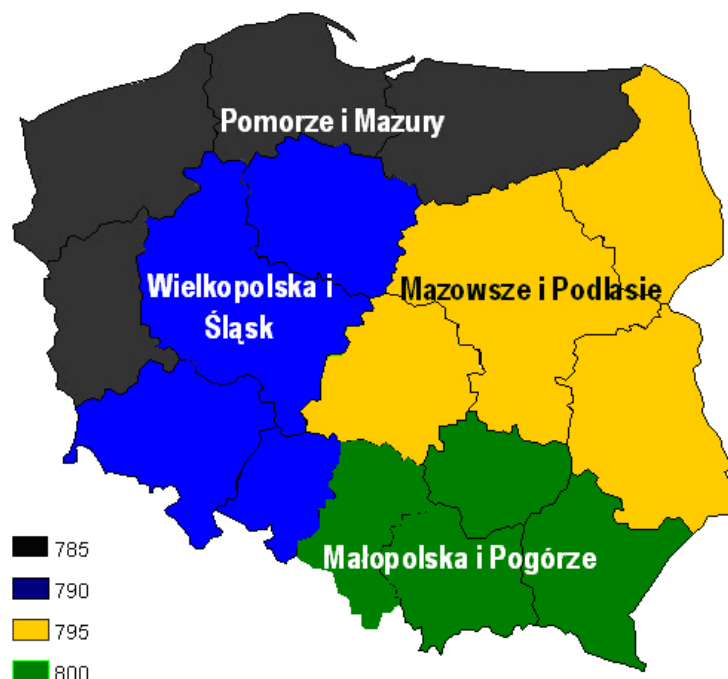 Pomorze i Mazury
Wielkopolska i
Śląsk
Mazowsze i Podlasie
Małopolska i Pogórze
785
790
795
800